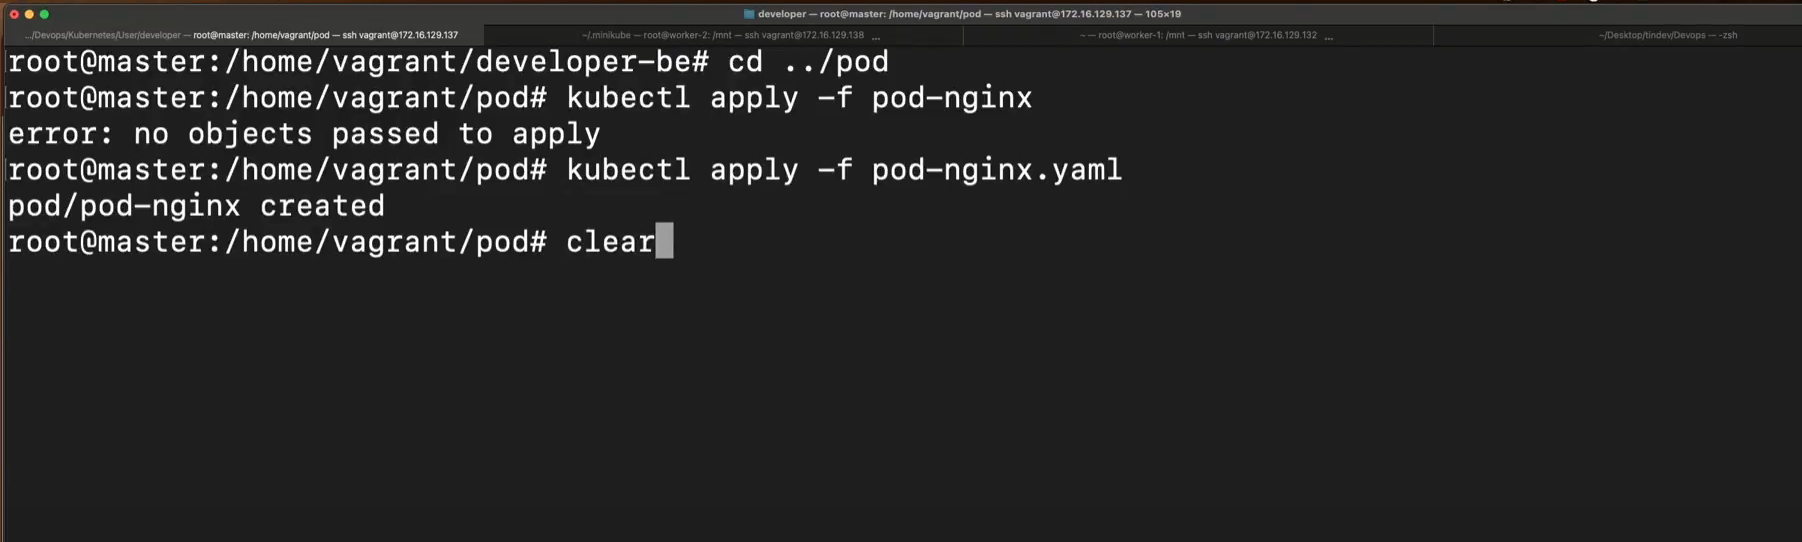 developer — root@master: /home/vagrant/pod — ssh vagrant@172.16.129.137 — 105×19
.../Devops/Kubernetes/User/developer — root@master: /home/vagrant/pod — ssh vagrant@172.16.129.137
~/.minikube — root@worker-2: /mnt — ssh vagrant@172.16.129.138 ...
~ — root@worker-1: /mnt — ssh vagrant@172.16.129.132 ...
~/Desktop/tindev/Devops — -zsh
root@master:/home/vagrant/developer-be# cd ../pod
root@master:/home/vagrant/pod# kubectl apply -f pod-nginx
error: no objects passed to apply
root@master:/home/vagrant/pod# kubectl apply -f pod-nginx.yaml
pod/pod-nginx created
root@master:/home/vagrant/pod# clear